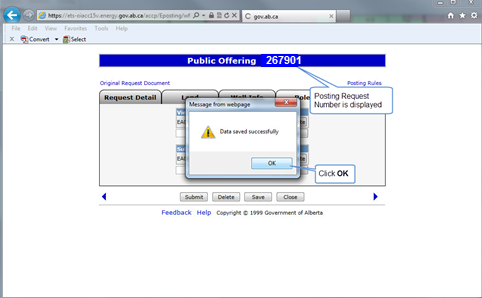 https://ets-oiacc15v.energy.gov.ab.ca/accp/Eposting/wf
gov.ab.ca
File Edit View Favorites Tools Help
Convert Select
Public Offering 267901
Original Request Document Posting Rules
Posting Request
Number is displayed
Request Detail Land Well Info Role
Message from webpage
Data saved successfully
OK
Click OK
Submit Delete Save Close
Feedback Help Copyright © 1999 Government of Alberta